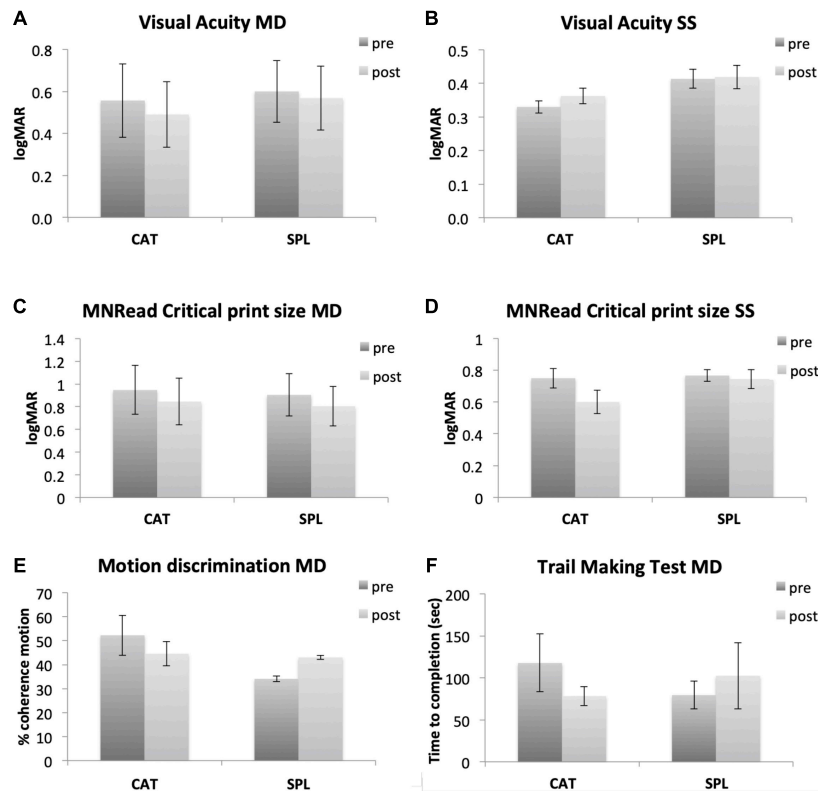 A
Visual Acuity MD
pre
post
0.8
0.6
0.4
0.2
0.0
logMAR
CAT SPL
B
Visual Acuity SS
pre
post
0.5
0.4
0.3
0.2
0.1
0.0
logMAR
CAT SPL
C
MNRead Critical print size MD
pre
post
1.4
1.2
1
0.8
0.6
0.4
0.2
0
logMAR
CAT SPL
D
MNRead Critical print size SS
pre
post
1
0.8
0.6
0.4
0.2
0
logMAR
CAT SPL
E
Motion discrimination MD
pre
post
70
60
50
40
30
20
10
0
% coherence motion
CAT SPL
F
Trail Making Test MD
pre
post
200
150
100
50
0
Time to completion (sec)
CAT SPL